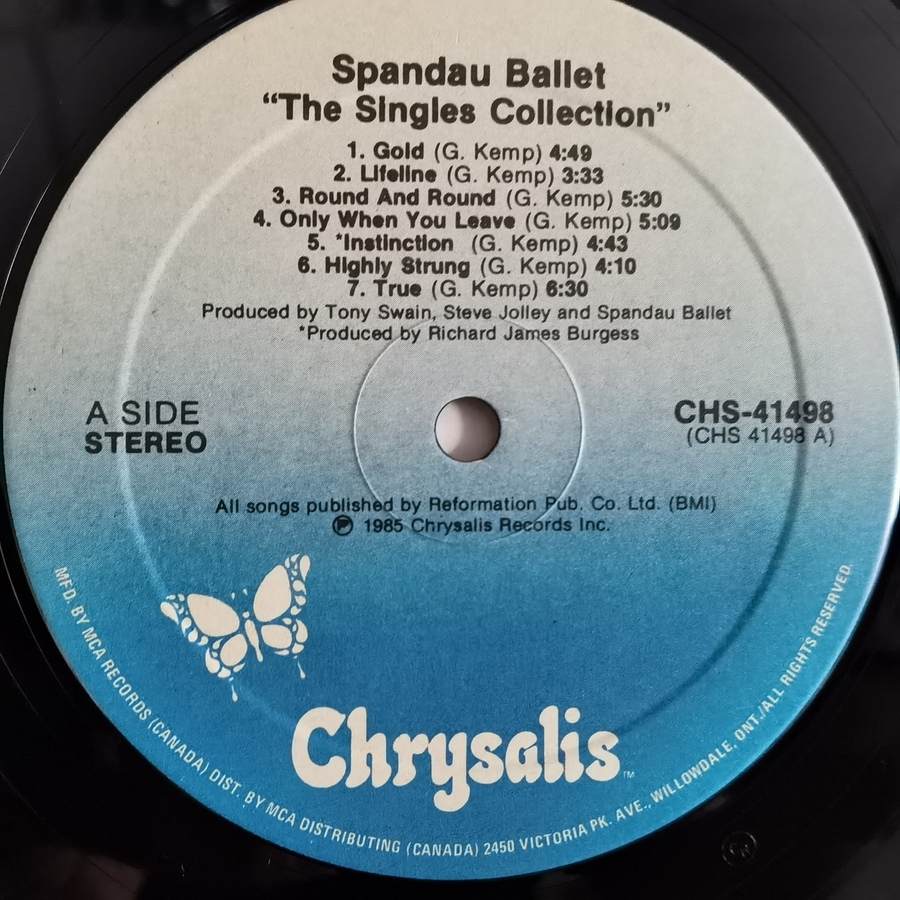 Spandau Ballet
“The Singles Collection”
1. Gold (G. Kemp) 4:49
2. Lifeline (G. Kemp) 3:33
3. Round And Round (G. Kemp) 5:30
4. Only When You Leave (G. Kemp) 5:09
5. *Instinction (G. Kemp) 4:43
6. Highly Strung (G. Kemp) 4:10
7. True (G. Kemp) 6:30
Produced by Tony Swain, Steve Jolley and Spandau Ballet
*Produced by Richard James Burgess
A SIDE
STEREO
CHS-41498
(CHS 41498 A)
All songs published by Reformation Pub. Co. Ltd. (BMI)
℗ 1985 Chrysalis Records Inc.
Chrysalis™
MFD. BY MCA RECORDS (CANADA) DIST. BY MCA DISTRIBUTING (CANADA) 2450 VICTORIA PK. AVE., WILLOWDALE, ONT./ALL RIGHTS RESERVED.